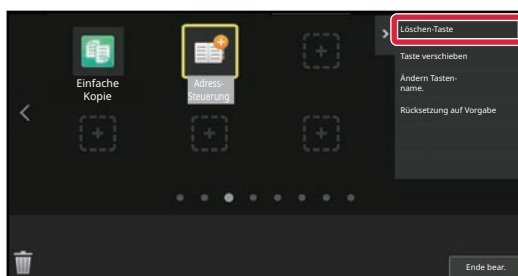 Löschen-Taste
Taste verschieben
Ändern Tasten-
name.
Rücksetzung auf Vorgabe
Einfache
Kopie
Adress-
Steuerung
Ende bear.